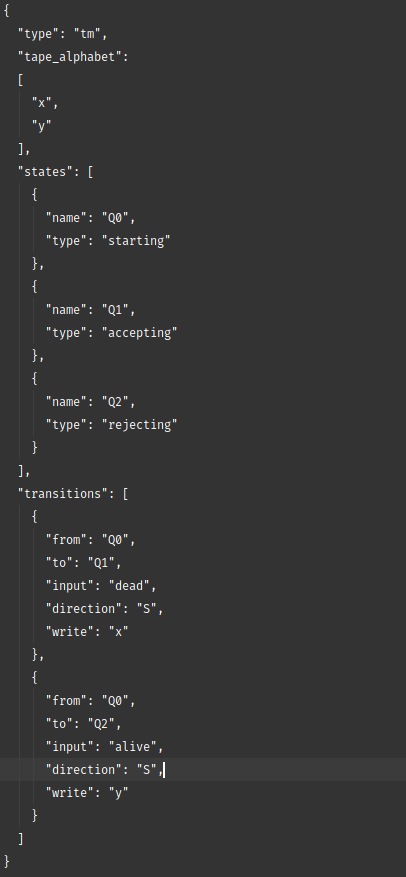 {
  "type": "tm",
  "tape_alphabet":
  [
    "x",
    "y"
  ],
  "states": [
    {
      "name": "Q0",
      "type": "starting"
    },
    {
      "name": "Q1",
      "type": "accepting"
    },
    {
      "name": "Q2",
      "type": "rejecting"
    }
  ],
  "transitions": [
    {
      "from": "Q0",
      "to": "Q1",
      "input": "dead",
      "direction": "S",
      "write": "x"
    },
    {
      "from": "Q0",
      "to": "Q2",
      "input": "alive",
      "direction": "S",
      "write": "y"
    }
  ]
}